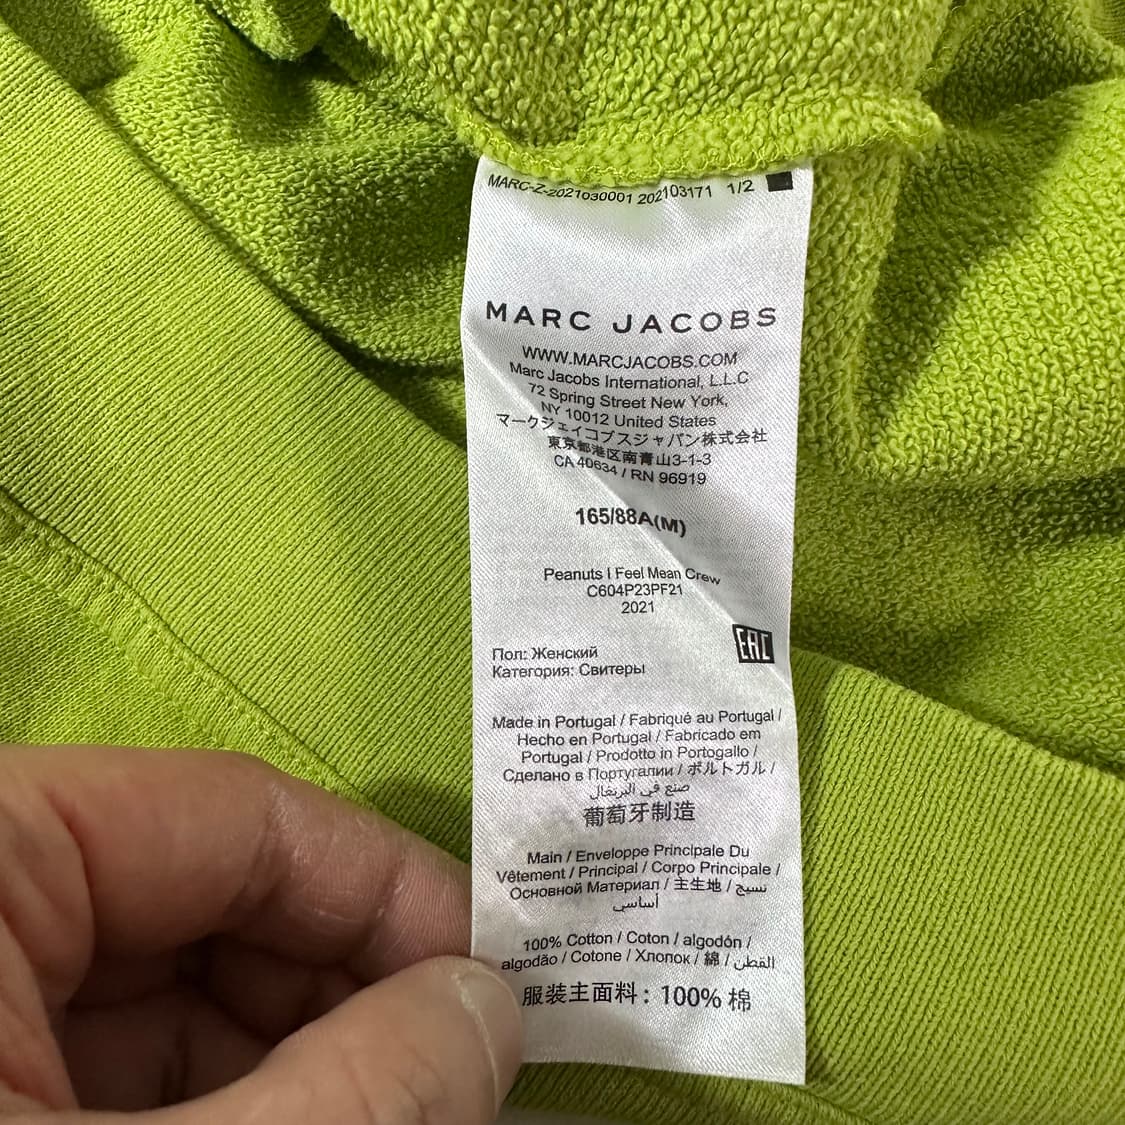 MARC-Z-2021030001 202103171 1/2
MARC JACOBS
WWW.MARCJACOBS.COM
Marc Jacobs International, L.L.C
72 Spring Street New York,
NY 10012 United States
マークジェイコブスジャパン株式会社
東京都港区南青山3-1-3
CA 40634 / RN 96919
165/88A(M)
Peanuts I Feel Mean Crew
C604P23PF21
2021
EAC
Пол: Женский
Категория: Свитеры
Made in Portugal / Fabriqué au Portugal /
Hecho en Portugal / Fabricado em
Portugal / Prodotto in Portogallo /
Сделано в Португалии / ポルトガル /
صنع في البرتغال
葡萄牙制造
Main / Enveloppe Principale Du
Vêtement / Principal / Corpo Principale /
Основной Материал / 主生地 / نسيج
أساسي
100% Cotton / Coton / algodón /
algodão / Cotone / Хлопок / 綿 / القطن
服装主面料：100% 棉